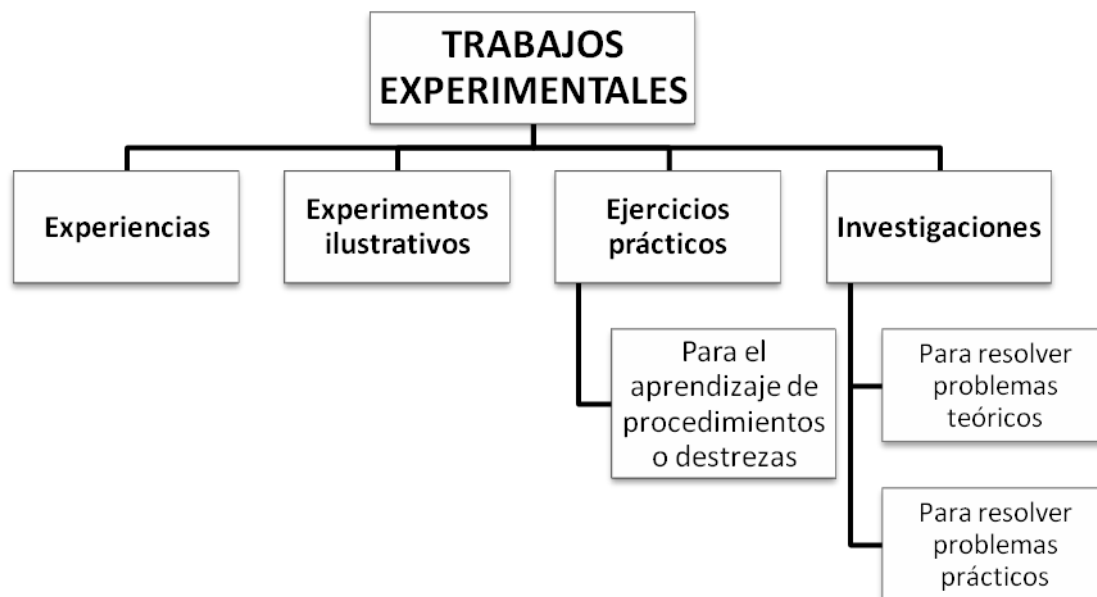 TRABAJOS
EXPERIMENTALES
Experiencias
Experimentos
ilustrativos
Ejercicios
prácticos
Investigaciones
Para el
aprendizaje de
procedimientos
o destrezas
Para resolver
problemas
teóricos
Para resolver
problemas
prácticos